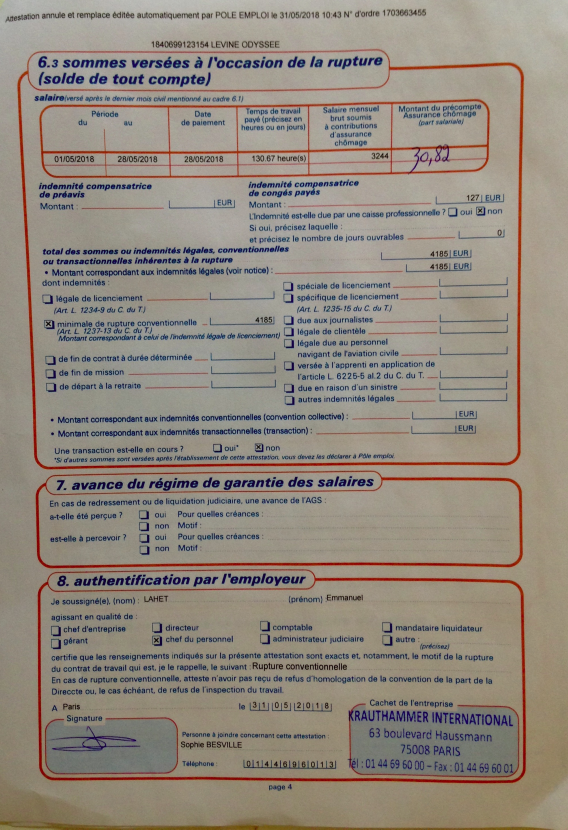 Attestation annule et remplace éditée automatiquement par POLE EMPLOI le 31/05/2018 10:43 N° d'ordre 1703663455
1840699123154 LEVINE ODYSSEE
6.3 sommes versées à l'occasion de la rupture
(solde de tout compte)
salaire (versé après le dernier mois civil mentionné au cadre 6.1)
Période
du au
Date
de paiement
Temps de travail
payé (précisez en
heures ou en jours)
Salaire mensuel
brut soumis
à contributions
d'assurance
chômage
Montant du précompte
Assurance chômage
(part salariale)
01/05/2018 28/05/2018 28/05/2018 130.67 heure(s) 3244 30,82
indemnité compensatrice
de préavis
Montant : EUR
indemnité compensatrice
de congés payés
Montant : 127 EUR
L'indemnité est-elle due par une caisse professionnelle ? oui ☒ non
Si oui, précisez laquelle :
et précisez le nombre de jours ouvrables 0
total des sommes ou indemnités légales, conventionnelles
ou transactionnelles inhérentes à la rupture 4185 EUR
• Montant correspondant aux indemnités légales (voir notice) : 4185 EUR
dont indemnités :
légale de licenciement
(Art. L. 1234-9 du C. du T.)
☒ minimale de rupture conventionnelle 4185
(Art. L. 1237-13 du C. du T.)
Montant correspondant à celui de l'indemnité légale de licenciement)
de fin de contrat à durée déterminée
de fin de mission
de départ à la retraite
spéciale de licenciement
spécifique de licenciement
(Art. L. 1235-15 du C. du T.)
due aux journalistes
légale de clientèle
légale due au personnel
navigant de l'aviation civile
versée à l'apprenti en application de
l'article L. 6225-5 al.2 du C. du T.
due en raison d'un sinistre
autres indemnités légales
• Montant correspondant aux indemnités conventionnelles (convention collective) : EUR
• Montant correspondant aux indemnités transactionnelles (transaction) : EUR
Une transaction est-elle en cours ? oui* ☒ non
*Si d'autres sommes sont versées après l'établissement de cette attestation, vous devez les déclarer à Pôle emploi.
7. avance du régime de garantie des salaires
En cas de redressement ou de liquidation judiciaire, une avance de l'AGS :
a-t-elle été perçue ? oui Pour quelles créances :
non Motif :
est-elle à percevoir ? oui Pour quelles créances :
non Motif :
8. authentification par l'employeur
Je soussigné(e), (nom) : LAHET (prénom) Emmanuel
agissant en qualité de :
chef d'entreprise directeur comptable mandataire liquidateur
gérant ☒ chef du personnel administrateur judiciaire autre :
(précisez)
certifie que les renseignements indiqués sur la présente attestation sont exacts et, notamment, le motif de la rupture
du contrat de travail qui est, je le rappelle, le suivant : Rupture conventionnelle
En cas de rupture conventionnelle, atteste n'avoir pas reçu de refus d'homologation de la convention de la part de la
Direccte ou, le cas échéant, de refus de l'inspection du travail.
A Paris le 31052018
Signature
Personne à joindre concernant cette attestation :
Sophie BESVILLE
Téléphone : 0144696013
Cachet de l'entreprise
KRAUTHAMMER INTERNATIONAL
63 boulevard Haussmann
75008 PARIS
Tél : 01 44 69 60 00 – Fax : 01 44 69 60 01
page 4